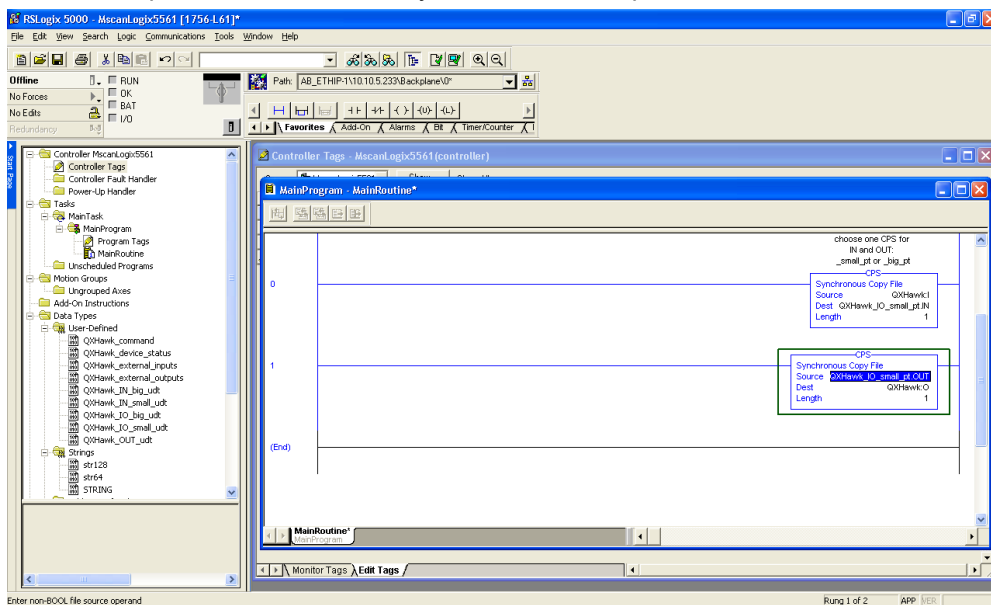 RSLogix 5000 - MscanLogix5561 [1756-L61]*
File Edit View Search Logic Communications Tools Window Help
Offline
RUN
No Forces
OK
No Edits
BAT
Redundancy
I/O
Path: AB_ETHIP-1\10.10.5.233\Backplane\0*
Favorites Add-On Alarms Bit Timer/Counter
Start Page
Controller MscanLogix5561
Controller Tags
Controller Fault Handler
Power-Up Handler
Tasks
MainTask
MainProgram
Program Tags
MainRoutine
Unscheduled Programs
Motion Groups
Ungrouped Axes
Add-On Instructions
Data Types
User-Defined
QXHawk_command
QXHawk_device_status
QXHawk_external_inputs
QXHawk_external_outputs
QXHawk_IN_big_udt
QXHawk_IN_small_udt
QXHawk_IO_big_udt
QXHawk_IO_small_udt
QXHawk_OUT_udt
Strings
str128
str64
STRING
Controller Tags - MscanLogix5561(controller)
MainProgram - MainRoutine*
choose one CPS for
IN and OUT:
_small_pt or _big_pt
0
CPS
Synchronous Copy File
Source QXHawk:I
Dest QXHawk_IO_small_pt.IN
Length 1
1
CPS
Synchronous Copy File
Source QXHawk_IO_small_pt.OUT
Dest QXHawk:O
Length 1
(End)
MainRoutine*
MainProgram
Monitor Tags Edit Tags
Enter non-BOOL file source operand
Rung 1 of 2 APP VER